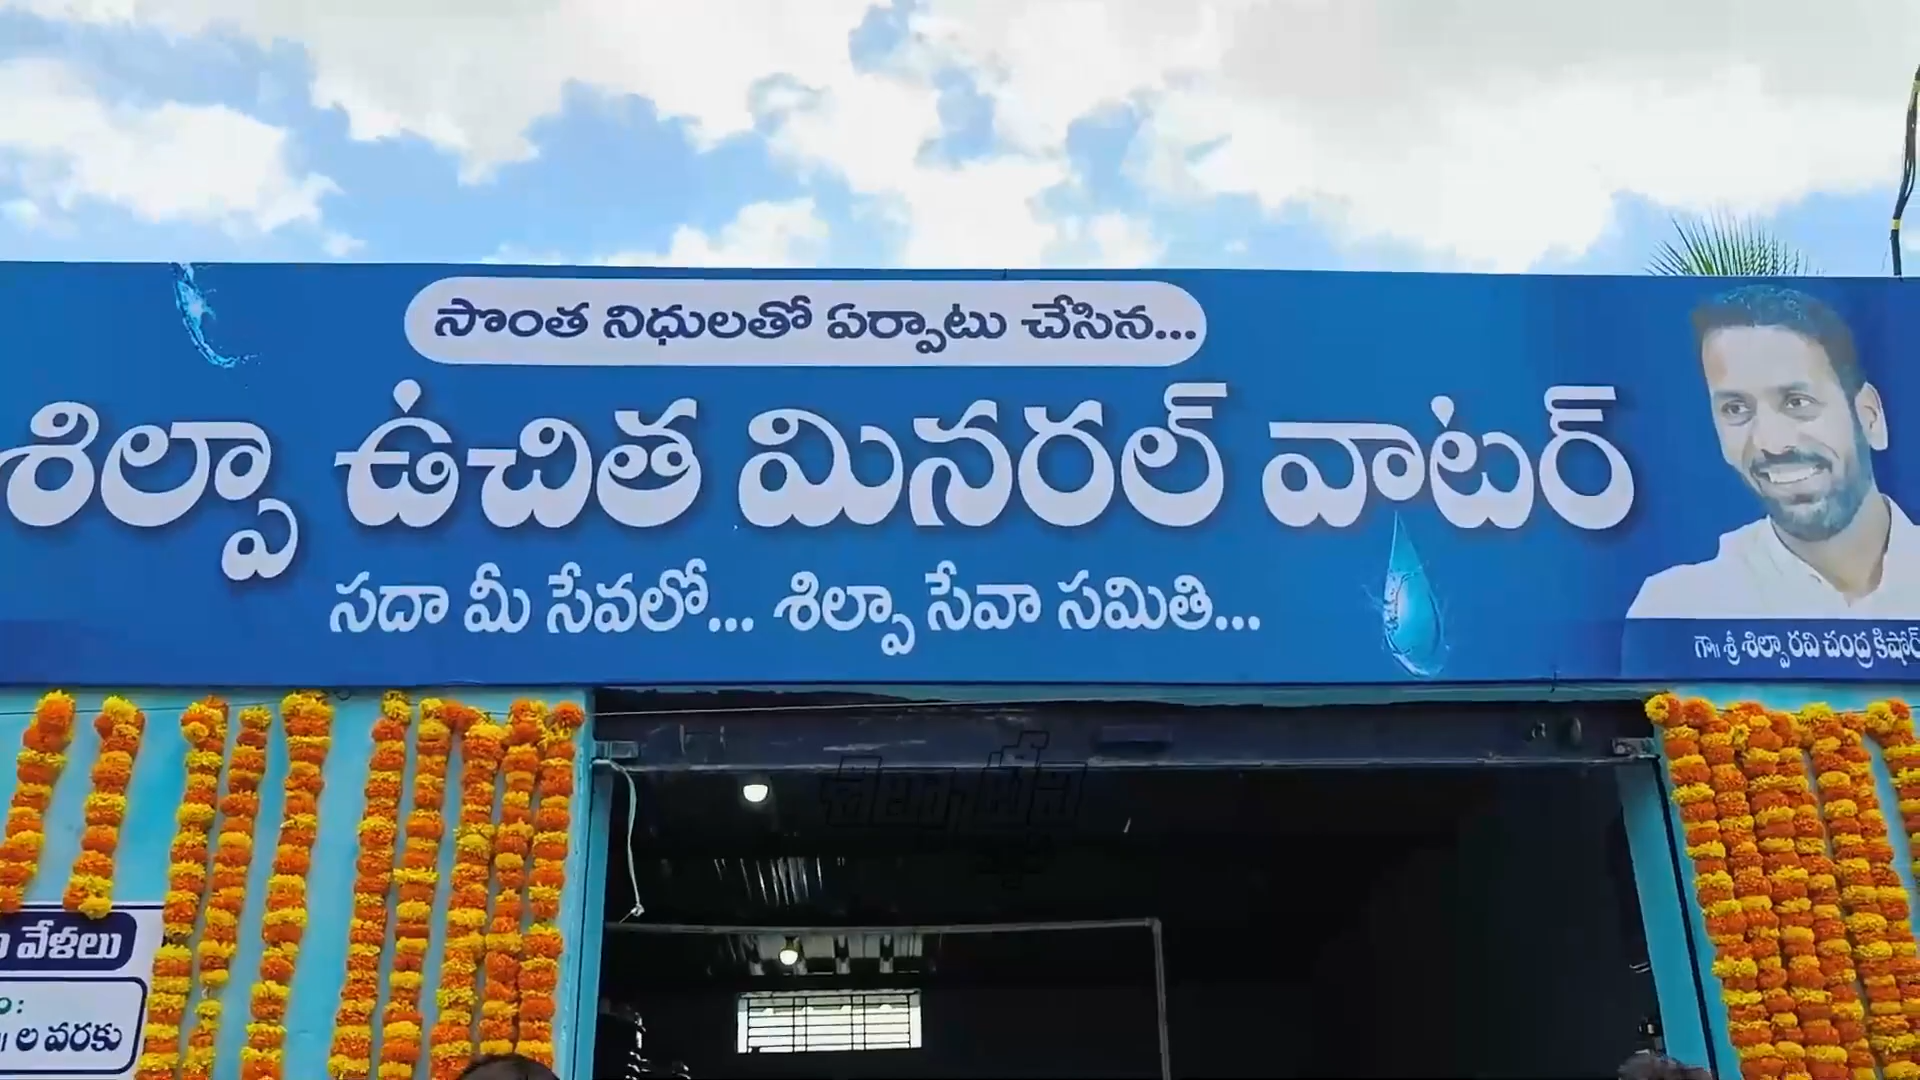 సొంత నిధులతో ఏర్పాటు చేసిన...
శిల్పా ఉచిత మినరల్ వాటర్
సదా మీ సేవలో... శిల్పా సేవా సమితి...
గౌ॥ శ్రీ శిల్పా రవి చంద్ర కిషోర్
వేళలు
ల వరకు